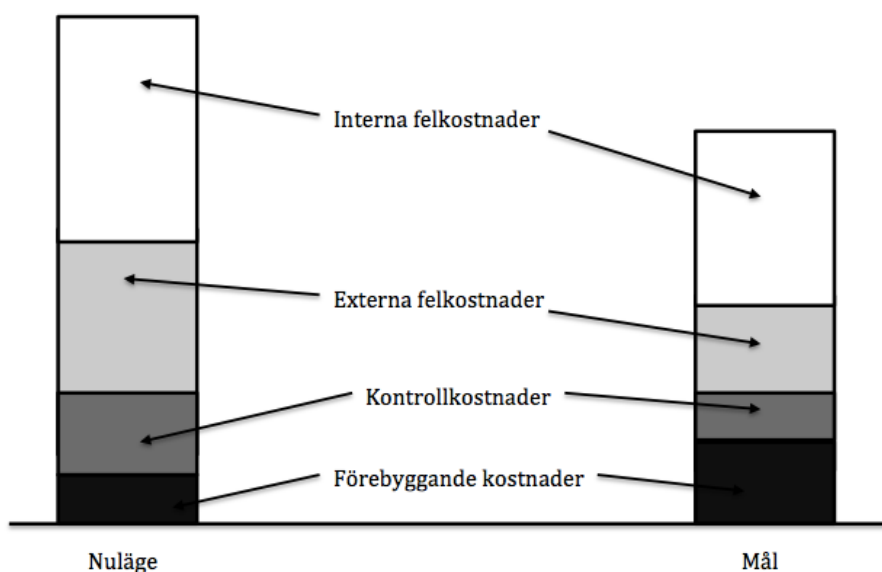 Interna felkostnader
Externa felkostnader
Kontrollkostnader
Förebyggande kostnader
Nuläge
Mål